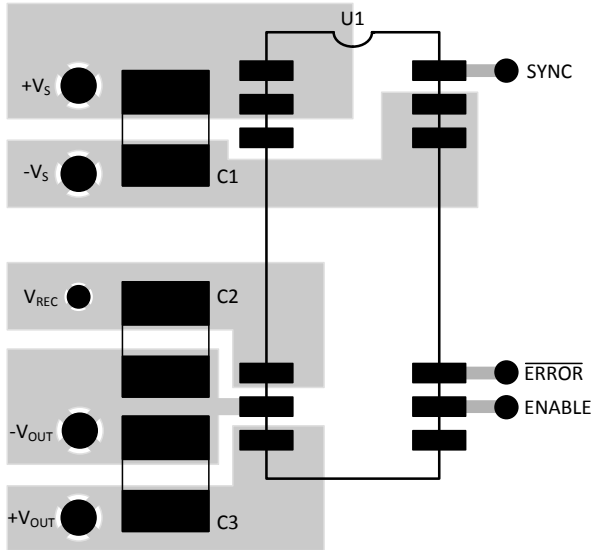 U1
SYNC
+VS
-VS
C1
VREC
C2
ERROR
ENABLE
-VOUT
+VOUT
C3